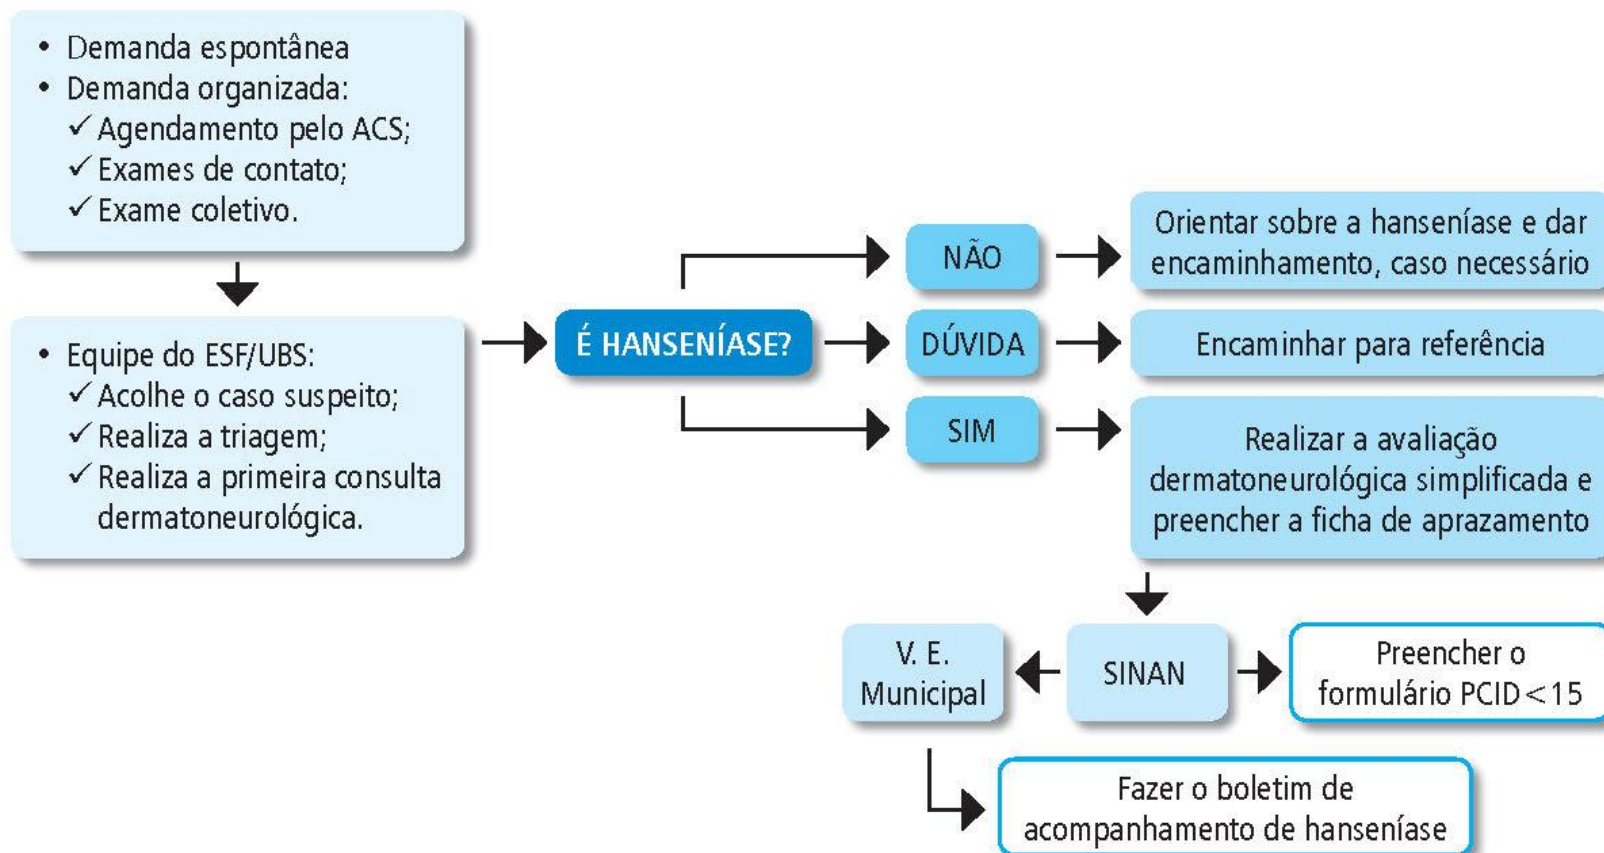 • Demanda espontânea
• Demanda organizada:
✓ Agendamento pelo ACS;
✓ Exames de contato;
✓ Exame coletivo.
• Equipe do ESF/UBS:
✓ Acolhe o caso suspeito;
✓ Realiza a triagem;
✓ Realiza a primeira consulta
dermatoneurológica.
É HANSENÍASE?
NÃO
Orientar sobre a hanseníase e dar
encaminhamento, caso necessário
DÚVIDA
Encaminhar para referência
SIM
Realizar a avaliação
dermatoneurológica simplificada e
preencher a ficha de aprazamento
V. E.
Municipal
SINAN
Preencher o
formulário PCID<15
Fazer o boletim de
acompanhamento de hanseníase